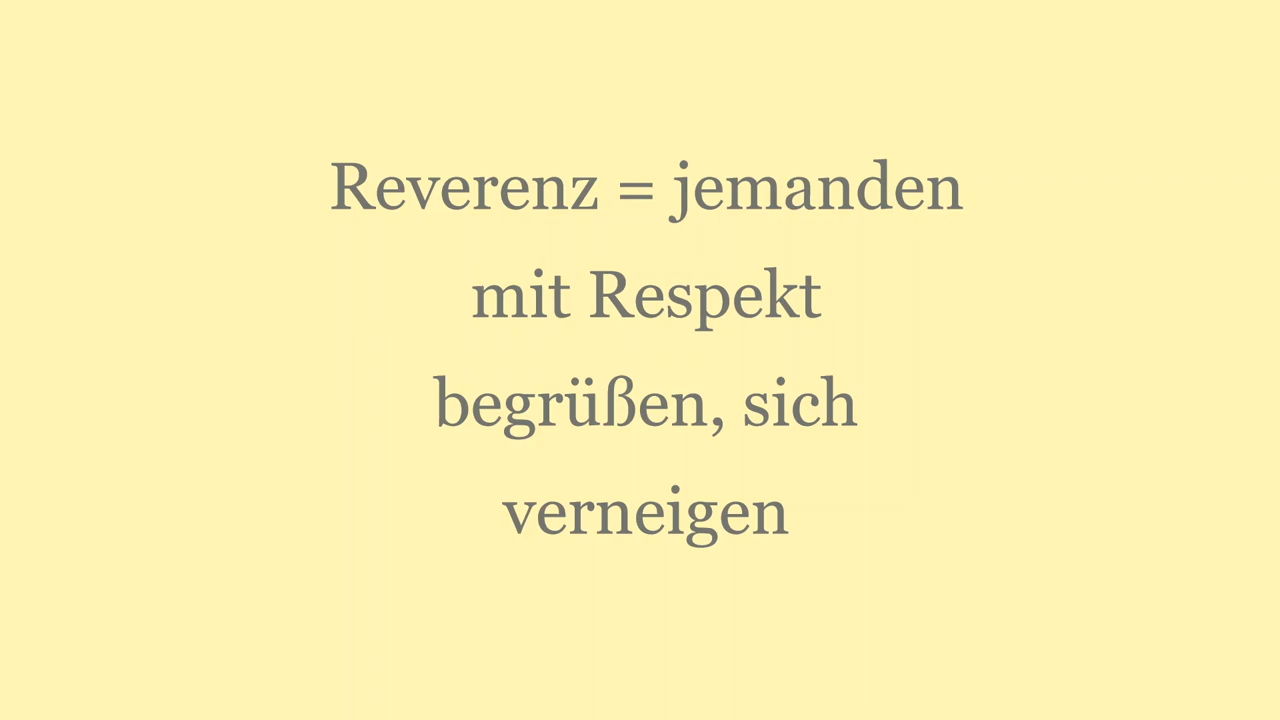 Reverenz = jemanden
mit Respekt
begrüßen, sich
verneigen